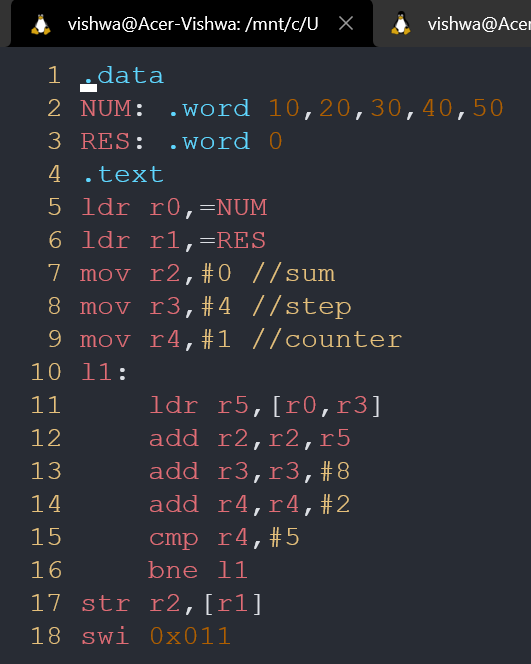 vishwa@Acer-Vishwa: /mnt/c/U vishwa@Acer
1 .data
2 NUM: .word 10,20,30,40,50
3 RES: .word 0
4 .text
5 ldr r0,=NUM
6 ldr r1,=RES
7 mov r2,#0 //sum
8 mov r3,#4 //step
9 mov r4,#1 //counter
10 l1:
11 ldr r5,[r0,r3]
12 add r2,r2,r5
13 add r3,r3,#8
14 add r4,r4,#2
15 cmp r4,#5
16 bne l1
17 str r2,[r1]
18 swi 0x011